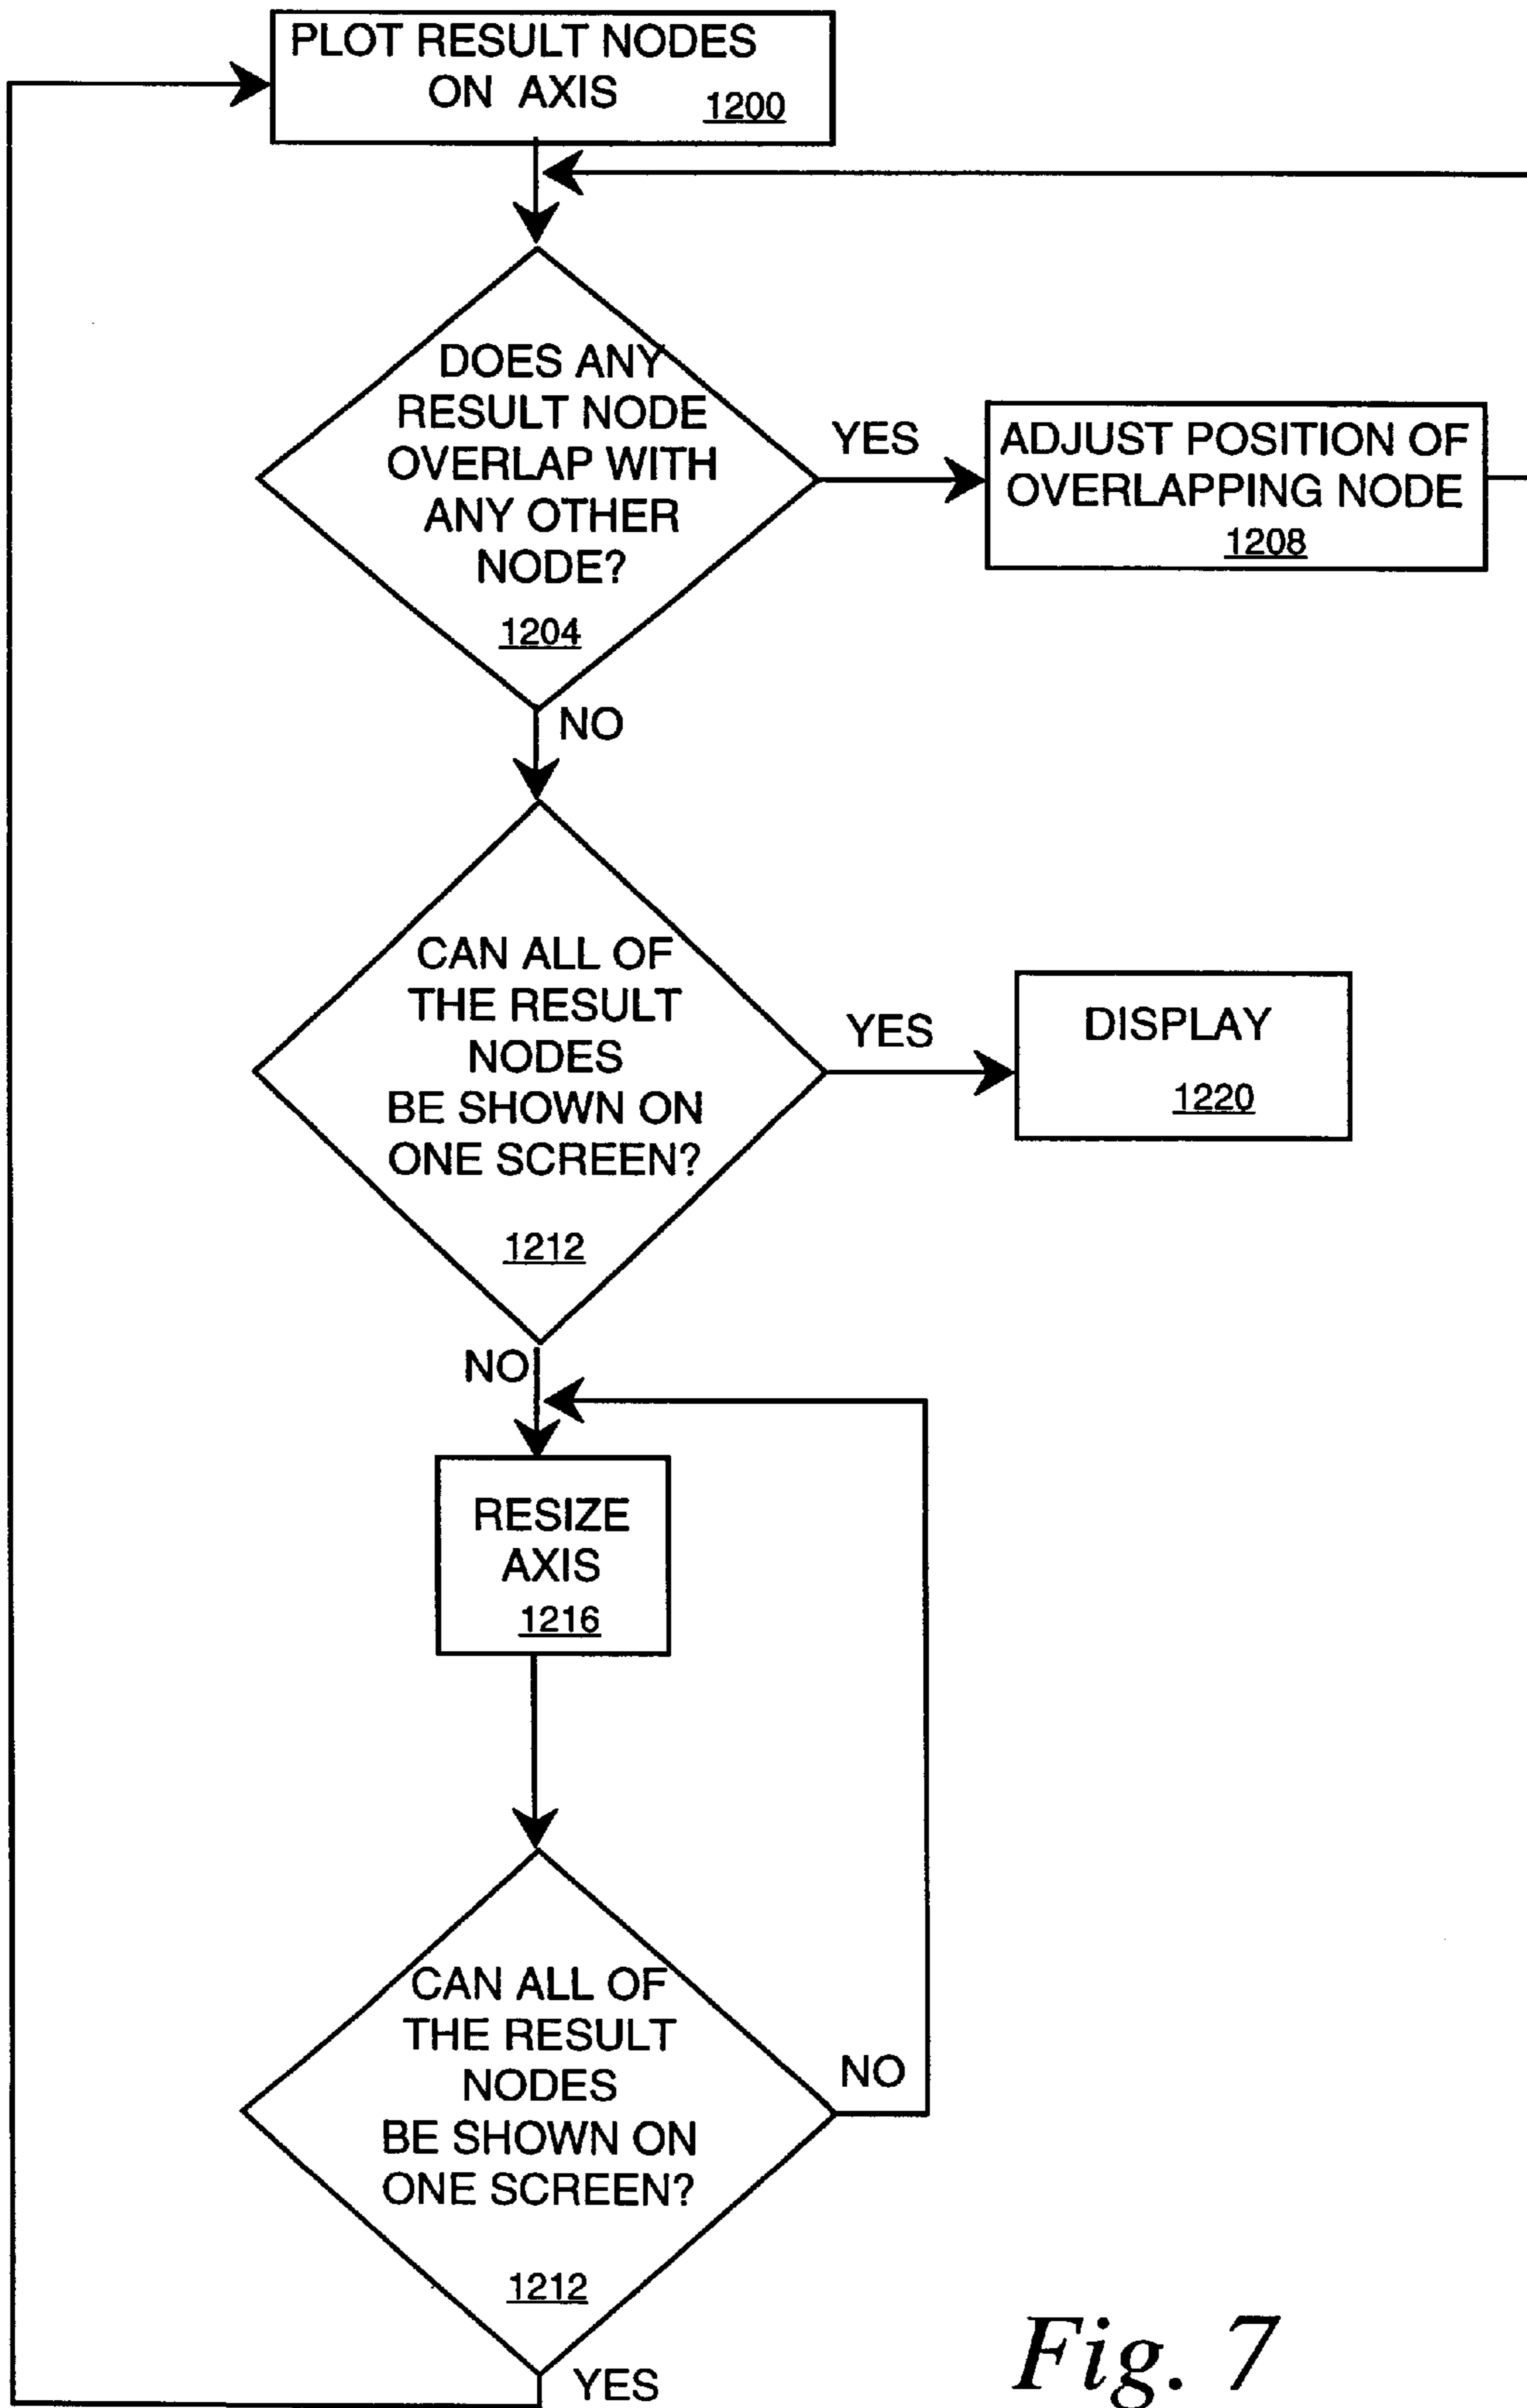 PLOT RESULT NODES
ON AXIS 1200
DOES ANY
RESULT NODE
OVERLAP WITH
ANY OTHER
NODE?
1204
YES
ADJUST POSITION OF
OVERLAPPING NODE
1208
NO
CAN ALL OF
THE RESULT
NODES
BE SHOWN ON
ONE SCREEN?
1212
YES
DISPLAY
1220
NO
RESIZE
AXIS
1216
CAN ALL OF
THE RESULT
NODES
BE SHOWN ON
ONE SCREEN?
1212
NO
YES
Fig. 7